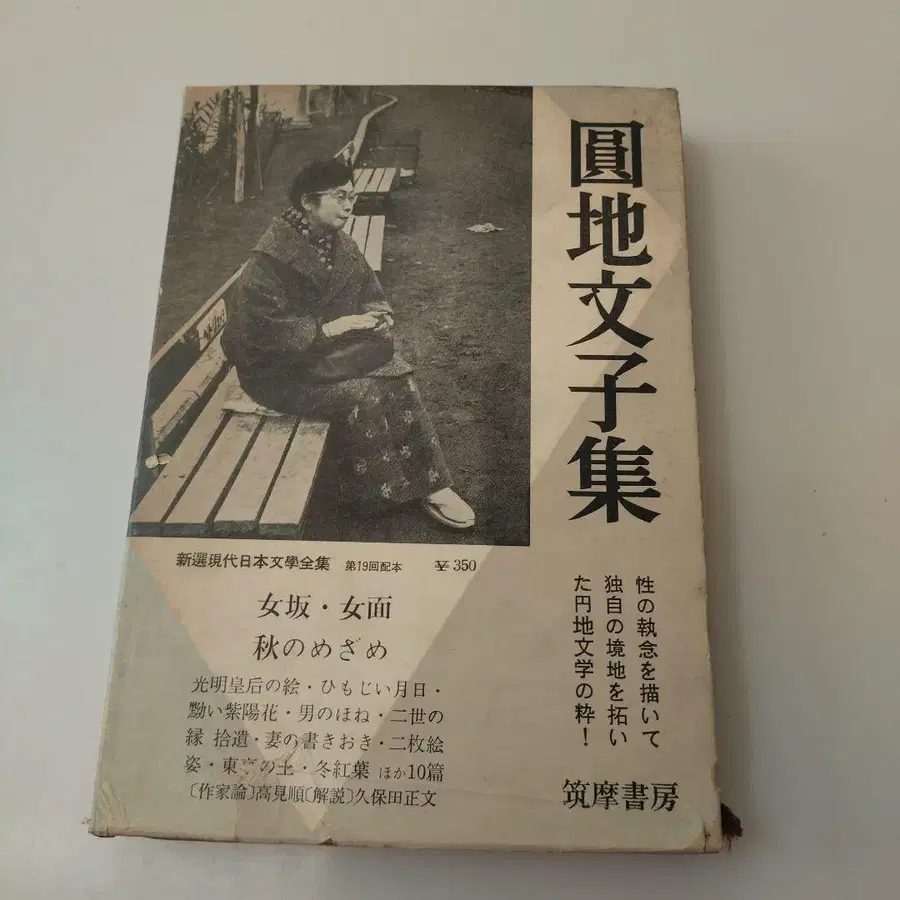 圓地文子集
新選現代日本文學全集 第19回配本 ¥350
女坂・女面
秋のめざめ
光明皇后の絵・ひもじい月日・
黝い紫陽花・男のほね・二世の
縁 拾遺・妻の書きおき・二枚絵
姿・東京の土・冬紅葉 ほか10篇
〔作家論〕高見順〔解説〕久保田正文
性の執念を描いて
独自の境地を拓い
た円地文学の粋!
筑摩書房